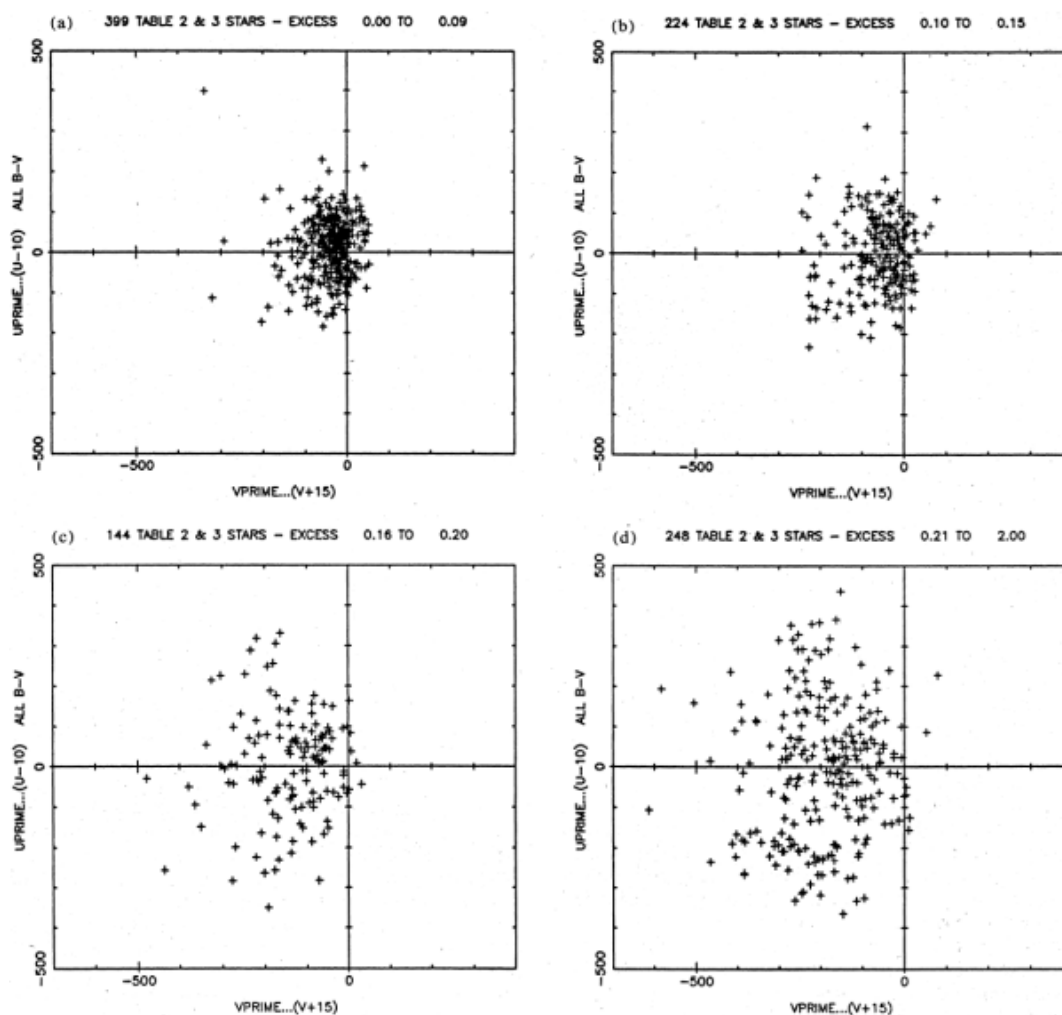 (a) 399 TABLE 2 & 3 STARS - EXCESS 0.00 TO 0.09
500
UPRIME...(U-10) ALL B-V
0
-500
-500 0
VPRIME...(V+15)
(b) 224 TABLE 2 & 3 STARS - EXCESS 0.10 TO 0.15
500
UPRIME...(U-10) ALL B-V
0
-500
-500 0
VPRIME...(V+15)
(c) 144 TABLE 2 & 3 STARS - EXCESS 0.16 TO 0.20
500
UPRIME...(U-10) ALL B-V
0
-500
-500 0
VPRIME...(V+15)
(d) 248 TABLE 2 & 3 STARS - EXCESS 0.21 TO 2.00
500
UPRIME...(U-10) ALL B-V
0
-500
-500 0
VPRIME...(V+15)